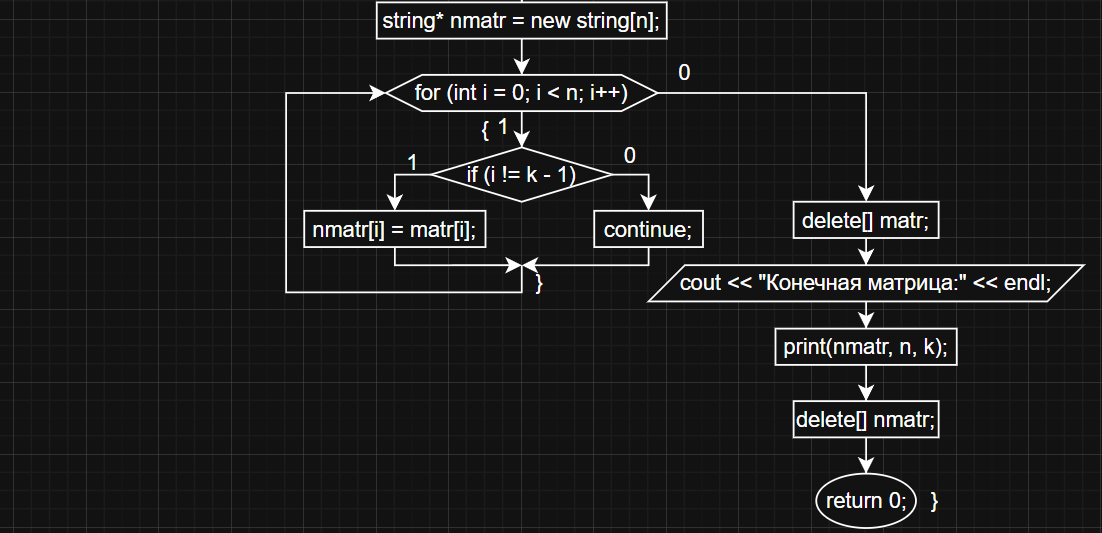 string* nmatr = new string[n];
for (int i = 0; i < n; i++)
0
{ 1
if (i != k - 1)
1
0
nmatr[i] = matr[i];
continue;
}
delete[] matr;
cout << "Конечная матрица:" << endl;
print(nmatr, n, k);
delete[] nmatr;
return 0;
}